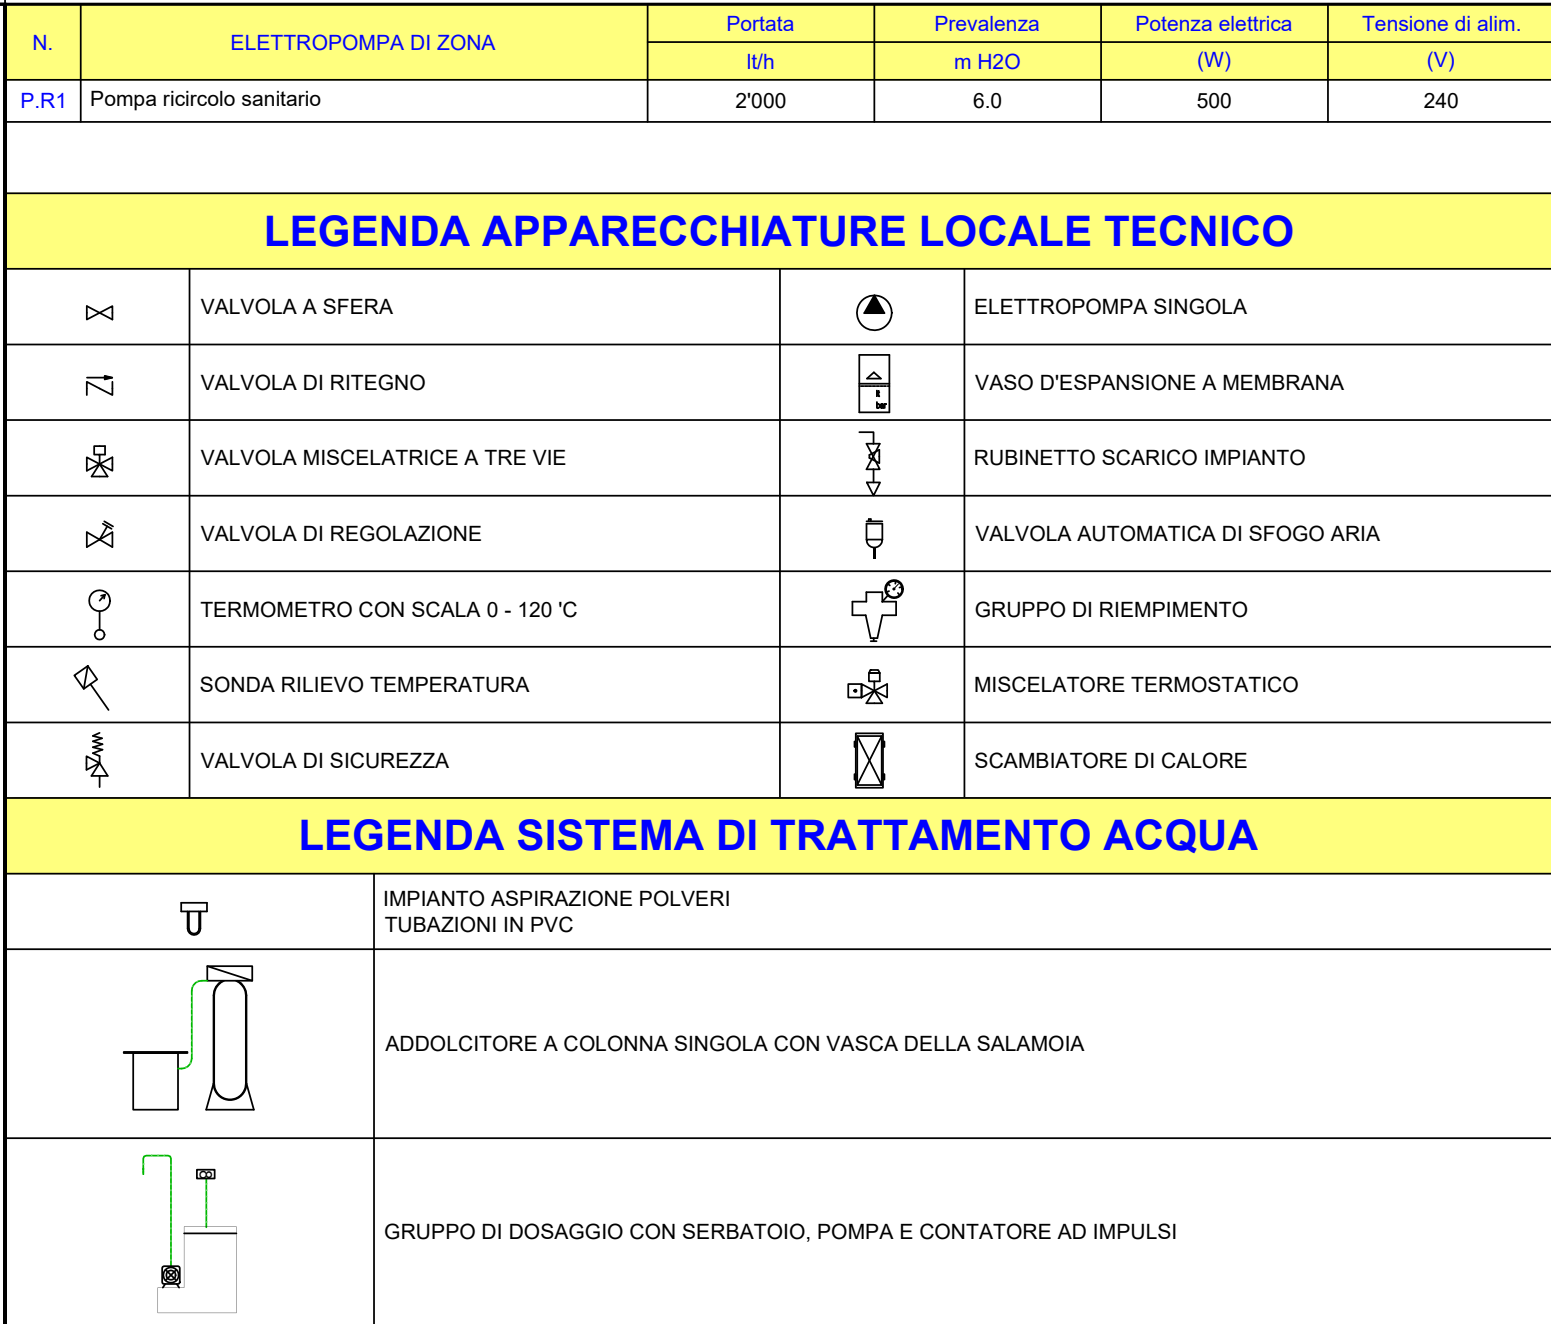 N. ELETTROPOMPA DI ZONA Portata Prevalenza Potenza elettrica Tensione di alim.
lt/h m H2O (W) (V)
P.R1 Pompa ricircolo sanitario 2'000 6.0 500 240
LEGENDA APPARECCHIATURE LOCALE TECNICO
VALVOLA A SFERA ELETTROPOMPA SINGOLA
VALVOLA DI RITEGNO VASO D'ESPANSIONE A MEMBRANA
bar
VALVOLA MISCELATRICE A TRE VIE RUBINETTO SCARICO IMPIANTO
VALVOLA DI REGOLAZIONE VALVOLA AUTOMATICA DI SFOGO ARIA
TERMOMETRO CON SCALA 0 - 120 'C GRUPPO DI RIEMPIMENTO
SONDA RILIEVO TEMPERATURA MISCELATORE TERMOSTATICO
VALVOLA DI SICUREZZA SCAMBIATORE DI CALORE
LEGENDA SISTEMA DI TRATTAMENTO ACQUA
IMPIANTO ASPIRAZIONE POLVERI
TUBAZIONI IN PVC
ADDOLCITORE A COLONNA SINGOLA CON VASCA DELLA SALAMOIA
GRUPPO DI DOSAGGIO CON SERBATOIO, POMPA E CONTATORE AD IMPULSI